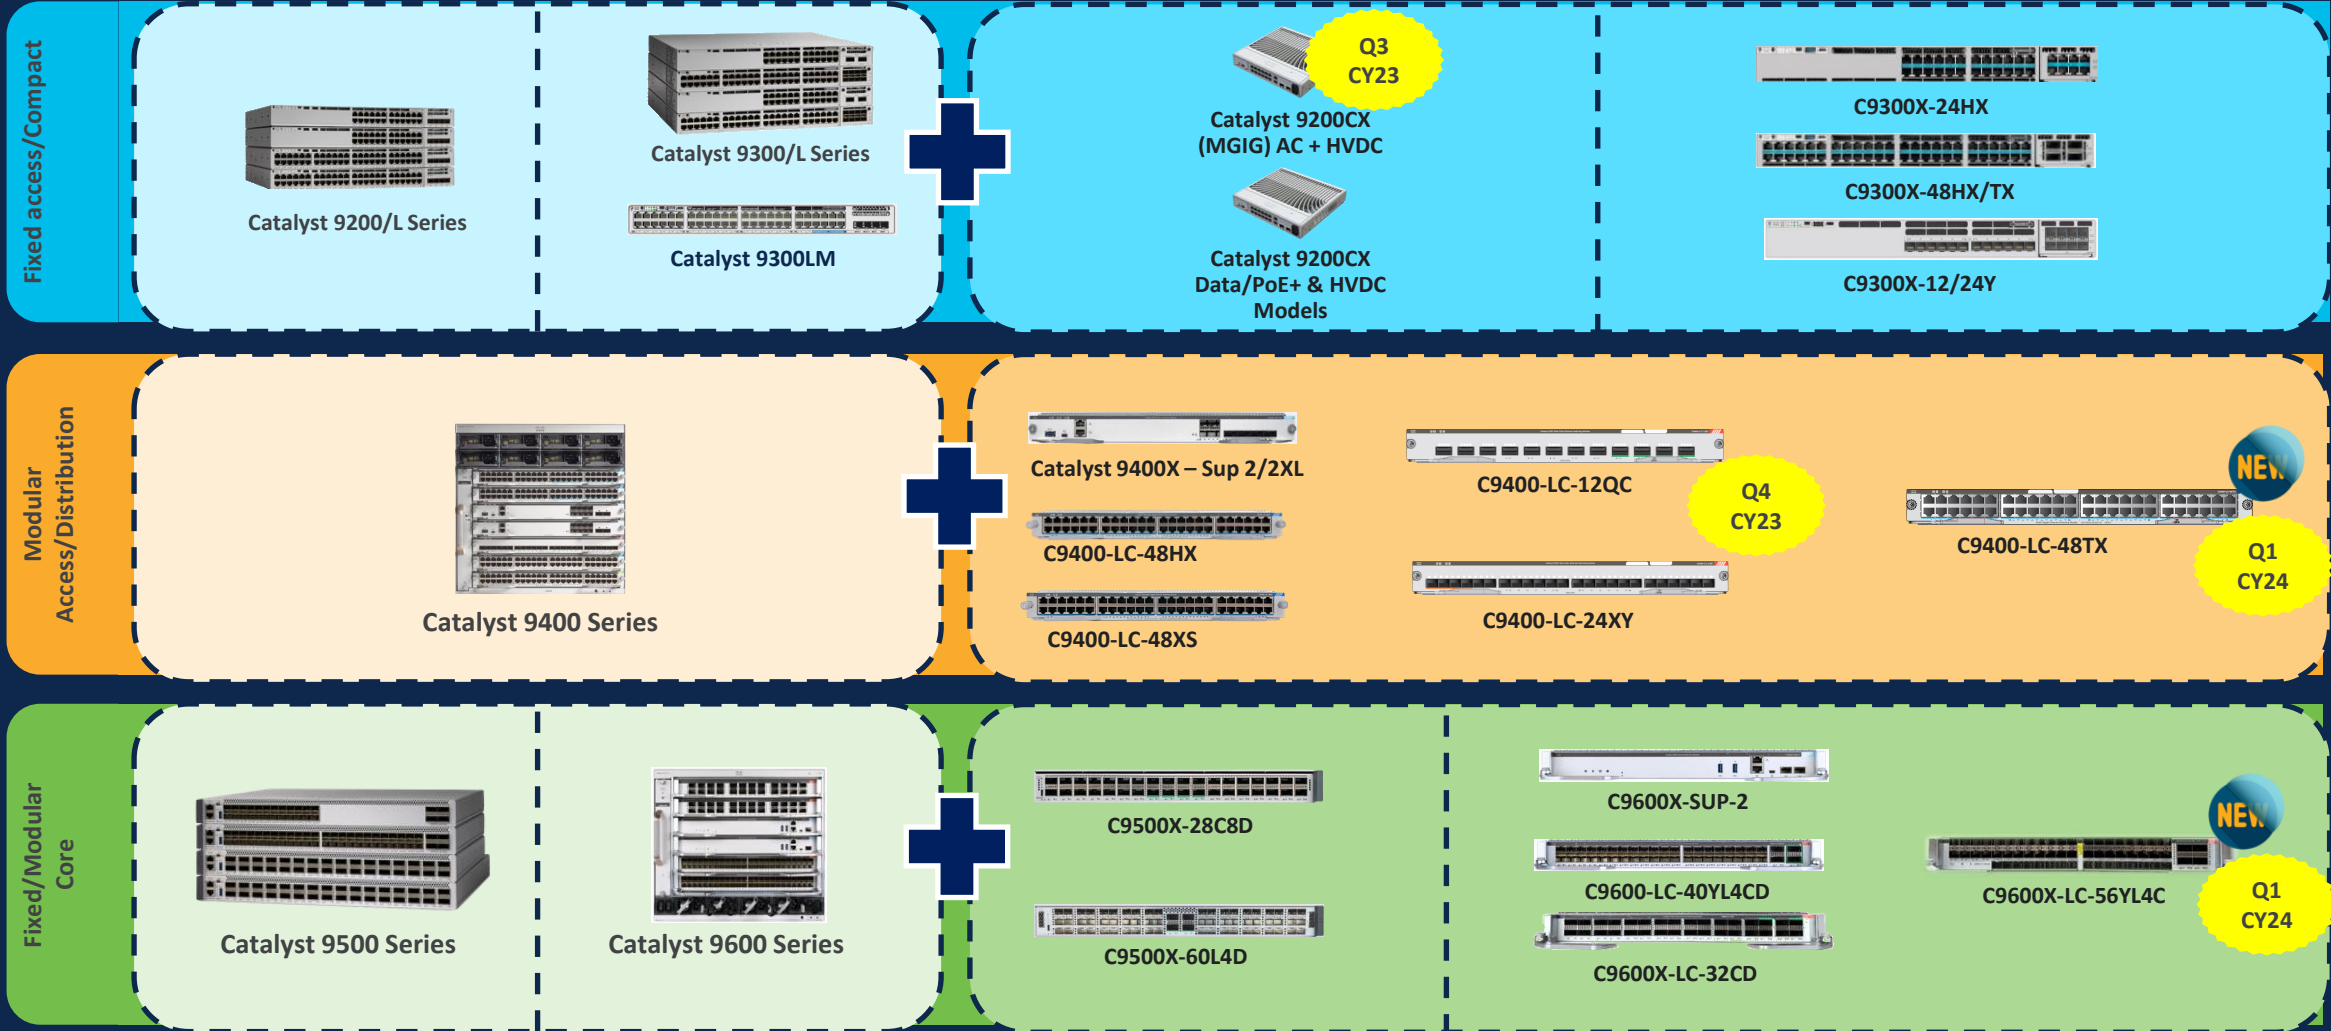 Fixed access/Compact
Catalyst 9200/L Series
Catalyst 9300/L Series
Catalyst 9300LM
Q3
CY23
Catalyst 9200CX
(MGIG) AC + HVDC
Catalyst 9200CX
Data/PoE+ & HVDC
Models
C9300X-24HX
C9300X-48HX/TX
C9300X-12/24Y
Modular
Access/Distribution
Catalyst 9400 Series
Catalyst 9400X – Sup 2/2XL
C9400-LC-48HX
C9400-LC-48XS
C9400-LC-12QC
Q4
CY23
C9400-LC-24XY
NEW
C9400-LC-48TX
Q1
CY24
Fixed/Modular
Core
Catalyst 9500 Series
Catalyst 9600 Series
C9500X-28C8D
C9500X-60L4D
C9600X-SUP-2
C9600-LC-40YL4CD
C9600X-LC-32CD
NEW
C9600X-LC-56YL4C
Q1
CY24